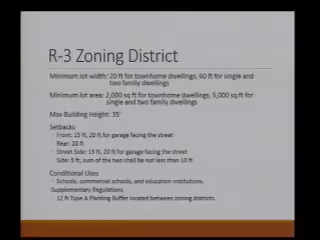 R-3 Zoning District
Minimum lot width: 20 ft for townhome dwellings, 60 ft for single and
two family dwellings
Minimum lot area: 2,000 sq ft for townhome dwellings, 5,000 sq ft for
single and two family dwellings
Max Building Height: 35'
Setbacks
Front: 15 ft, 20 ft for garage facing the street
Rear: 20 ft
Street Side: 15 ft, 20 ft for garage facing the street
Side: 5 ft, sum of the two shall be not less than 10 ft
Conditional Uses
Schools, commercial schools, and education institutions.
Supplementary Regulations
12 ft Type A Planting Buffer located between zoning districts.